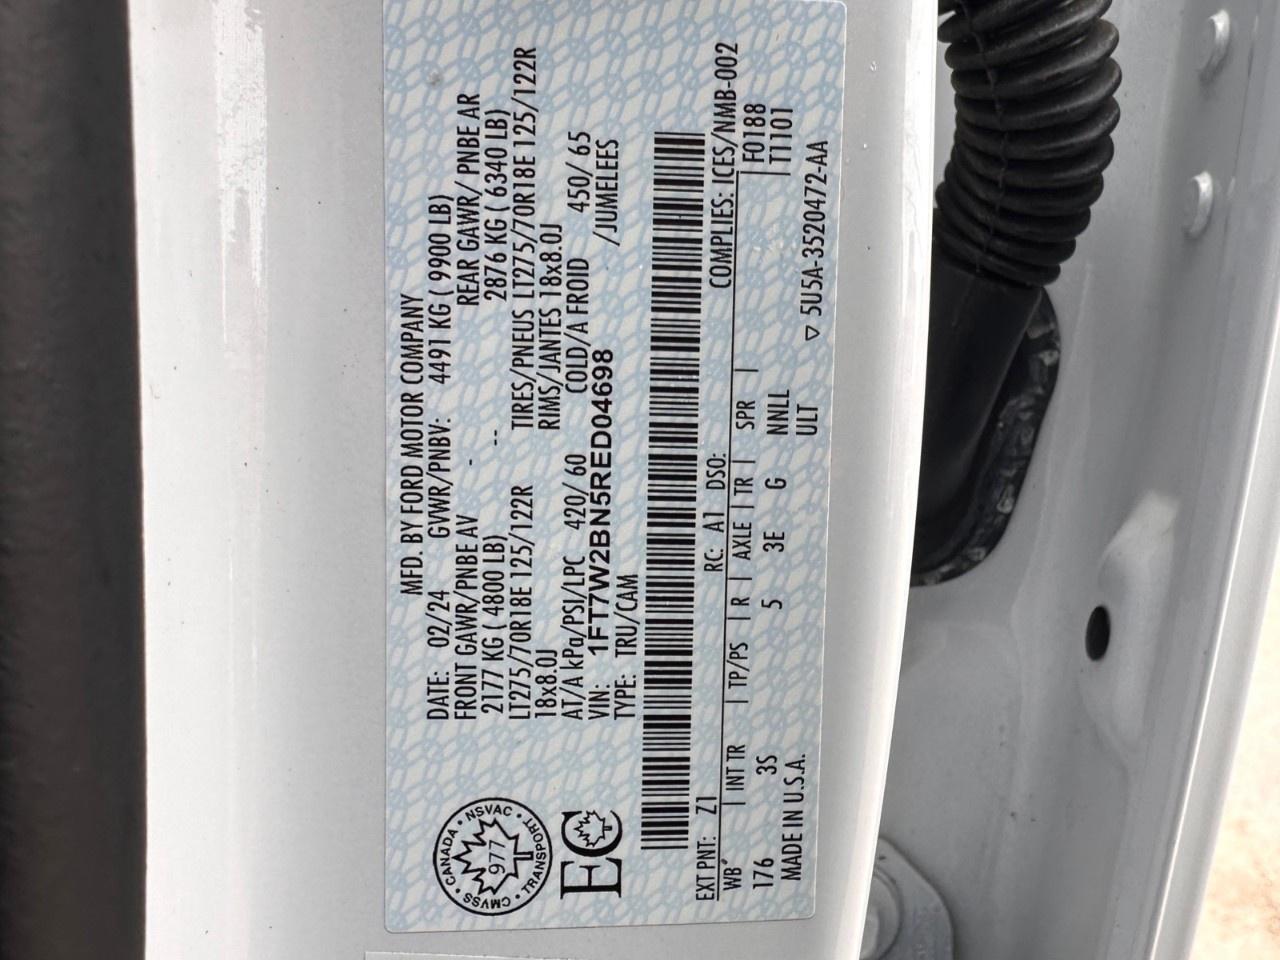 MFD. BY FORD MOTOR COMPANY
DATE: 02/24 GVWR/PNBV: 4491 KG ( 9900 LB)
FRONT GAWR/PNBE AV - REAR GAWR/ PNBE AR
2177 KG ( 4800 LB) -- 2876 KG ( 6340 LB)
LT275/70R18E 125/122R TIRES/PNEUS LT275/70R18E 125/122R
18x8.0J RIMS/JANTES 18x8.0J
AT/A kPa/PSI/LPC 420/ 60 COLD/A FROID 450/ 65
VIN: 1FT7W2BN5RED04698 /JUMELEES
TYPE: TRU/CAM
CANADA • NSVAC • TRANSPORT • CMVSS •
977
EC
EXT PNT: Z1 RC: A1 DSO: COMPLIES: ICES/NMB-002
WB" | INT TR | TP/PS | R | AXLE | TR | SPR | F0188
176 3S 5 3E G NNLL T1101
MADE IN U.S.A. ULT ▽ 5U5A-3520472-AA